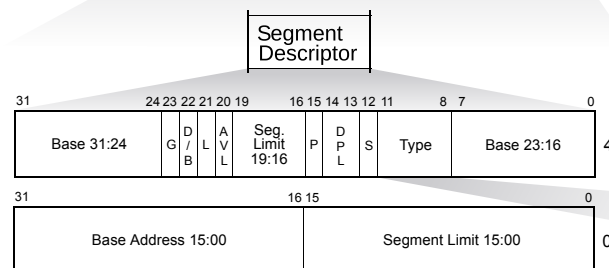 Segment
Descriptor
31 24 23 22 21 20 19 16 15 14 13 12 11 8 7 0
Base 31:24 G D/B L AVL Seg. Limit 19:16 P DPL S Type Base 23:16 4
31 16 15 0
Base Address 15:00 Segment Limit 15:00 0